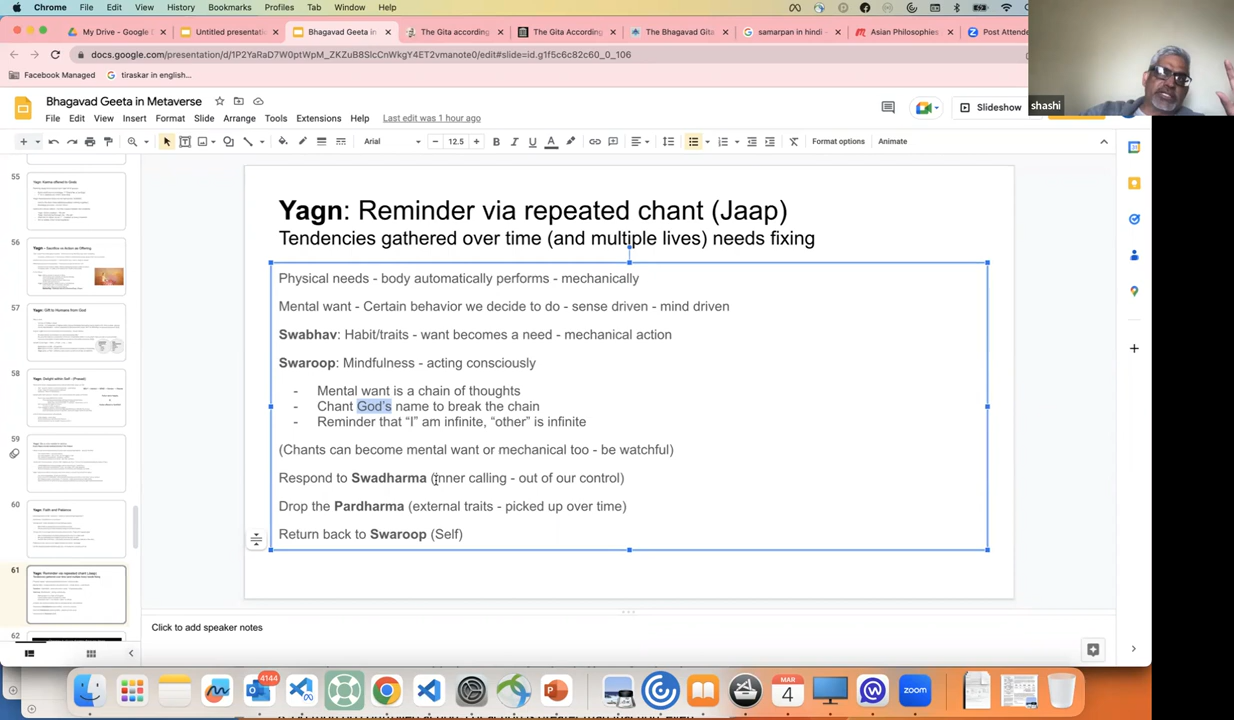 Chrome File Edit View History Bookmarks Profiles Tab Window Help
My Drive - Google D
Untitled presentatio
Bhagavad Geeta in
The Gita according
The Gita According
The Bhagavad Gita
samarpan in hindi -
Asian Philosophies
Post Attende
docs.google.com/presentation/d/1P2YaRaD7W0ptWpM_ZKZuB8SlcCnWkgY4ET2vmanote0/edit#slide=id.g1f5c6c82c60_0_106
Facebook Managed
tiraskar in english...
shashi
Bhagavad Geeta in Metaverse
File Edit View Insert Format Slide Arrange Tools Extensions Help Last edit was 1 hour ago
Slideshow
Arial
12.5
Format options
Animate
Yagn: Reminder via repeated chant (Jaap)
Tendencies gathered over time (and multiple lives) needs fixing
Physical needs - body automatically performs - mechanically
Mental want - Certain behavior we decide to do - sense driven - mind driven
Swabhav: Habit/traits - want becomes a need - mechanical action
Swaroop: Mindfulness - acting consciously
- Mental want is a chain of thoughts
- Chant God's name to break the chain
- Reminder that “I” am infinite, “other” is infinite
(Chants can become mental want or mechanical too - be watchful)
Respond to Swadharma (inner calling - out of our control)
Drop the Pardharma (external traits - picked up over time)
Return back to Swaroop (Self)
Click to add speaker notes
55
56
57
58
59
60
61
62
4144
MAR
4
zoom